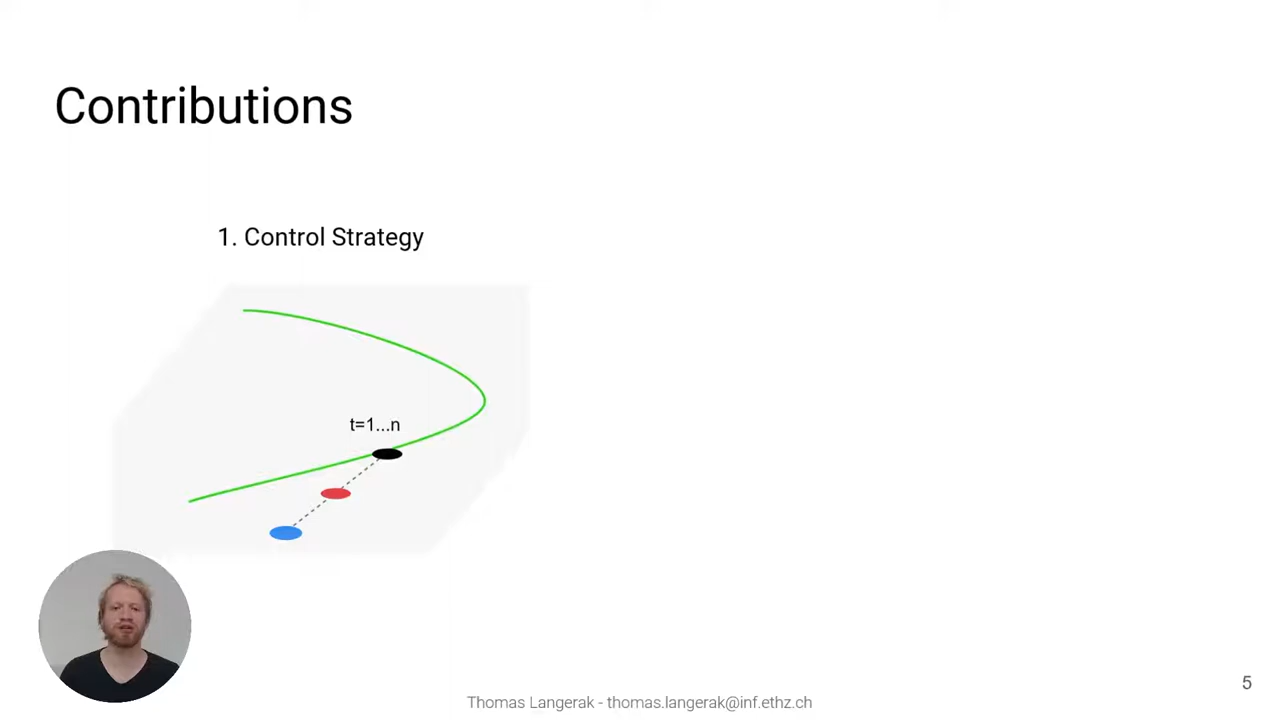 Contributions
1. Control Strategy
t=1...n
Thomas Langerak - thomas.langerak@inf.ethz.ch
5